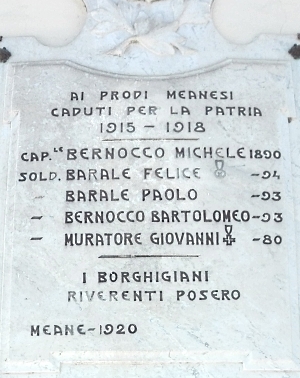 AI PRODI MEANESI
CADUTI PER LA PATRIA
1915 - 1918
CAP.LE BERNOCCO MICHELE 1890
SOLD. BARALE FELICE -94
- BARALE PAOLO -93
- BERNOCCO BARTOLOMEO -93
- MURATORE GIOVANNI -80
I BORGHIGIANI
RIVERENTI POSERO
MEANE - 1920